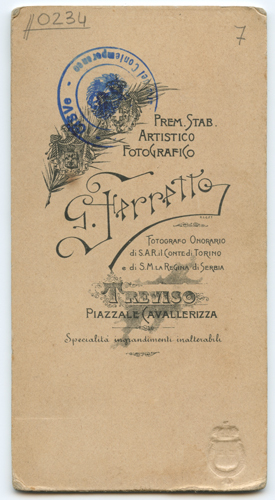 110234
7
PREM. STAB.
ARTISTICO
FOTOGRAFICO
G. Ferretto
FOTOGRAFO ONORARIO
di S.A.R. il CONTE di TORINO
e di S.M. LA REGINA di SERBIA
TREVISO
PIAZZALE CAVALLERIZZA
Specialità ingrandimenti inalterabili